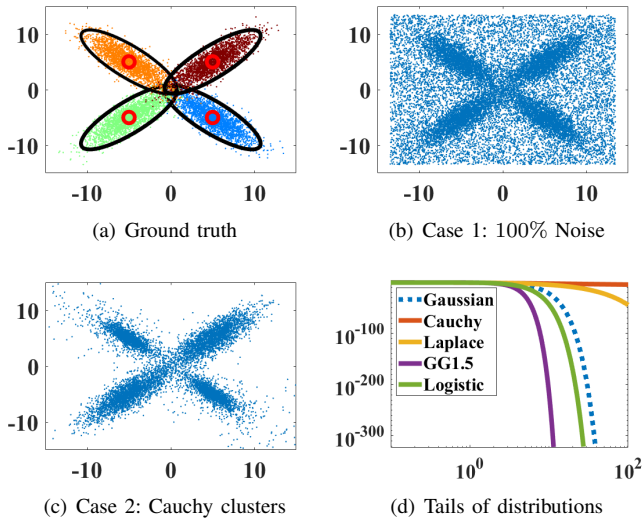 10
0
-10
-10 0 10
(a) Ground truth
10
0
-10
-10 0 10
(b) Case 1: 100% Noise
10
0
-10
-10 0 10
(c) Case 2: Cauchy clusters
Gaussian
Cauchy
Laplace
GG1.5
Logistic
10^-100
10^-200
10^-300
10^0 10^2
(d) Tails of distributions